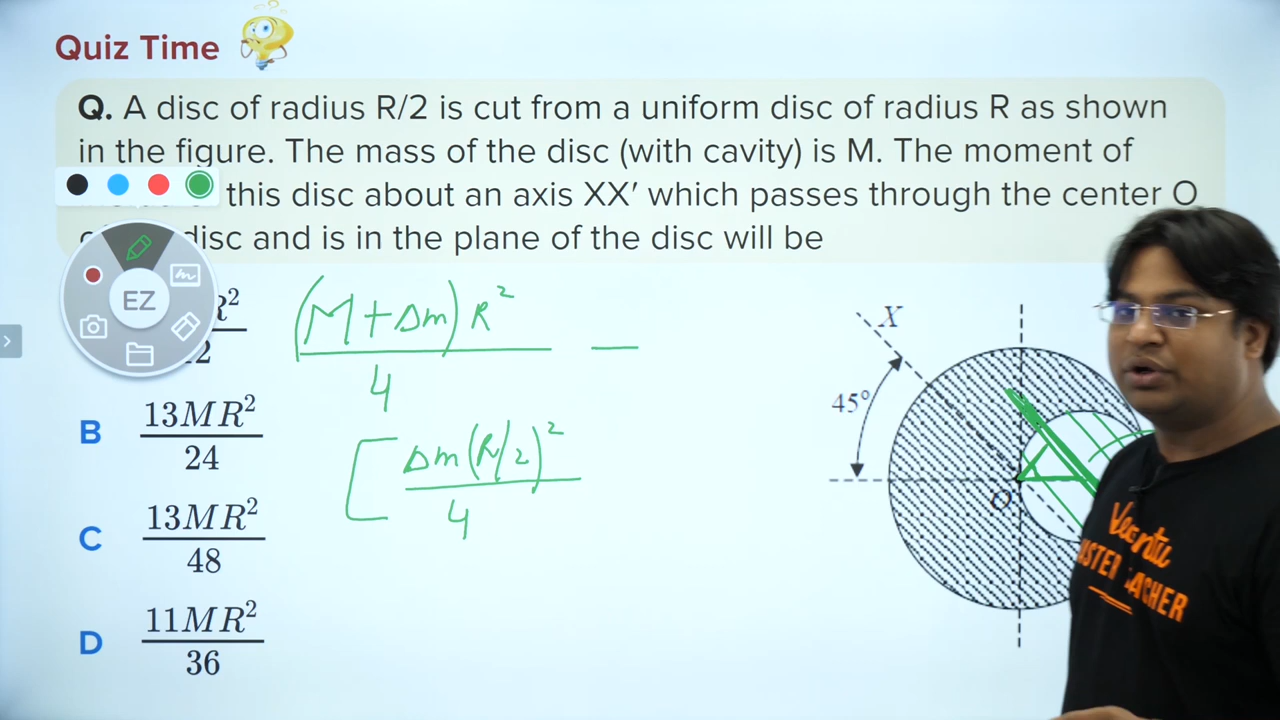 Quiz Time
Q. A disc of radius R/2 is cut from a uniform disc of radius R as shown
in the figure. The mass of the disc (with cavity) is M. The moment of
this disc about an axis XX′ which passes through the center O
disc and is in the plane of the disc will be
EZ
R²
2
(M + Δm) R² —
4
[ Δm (R/2)²
4
B 13MR²
24
C 13MR²
48
D 11MR²
36
X
45°
O
Vedantu
MASTER TEACHER